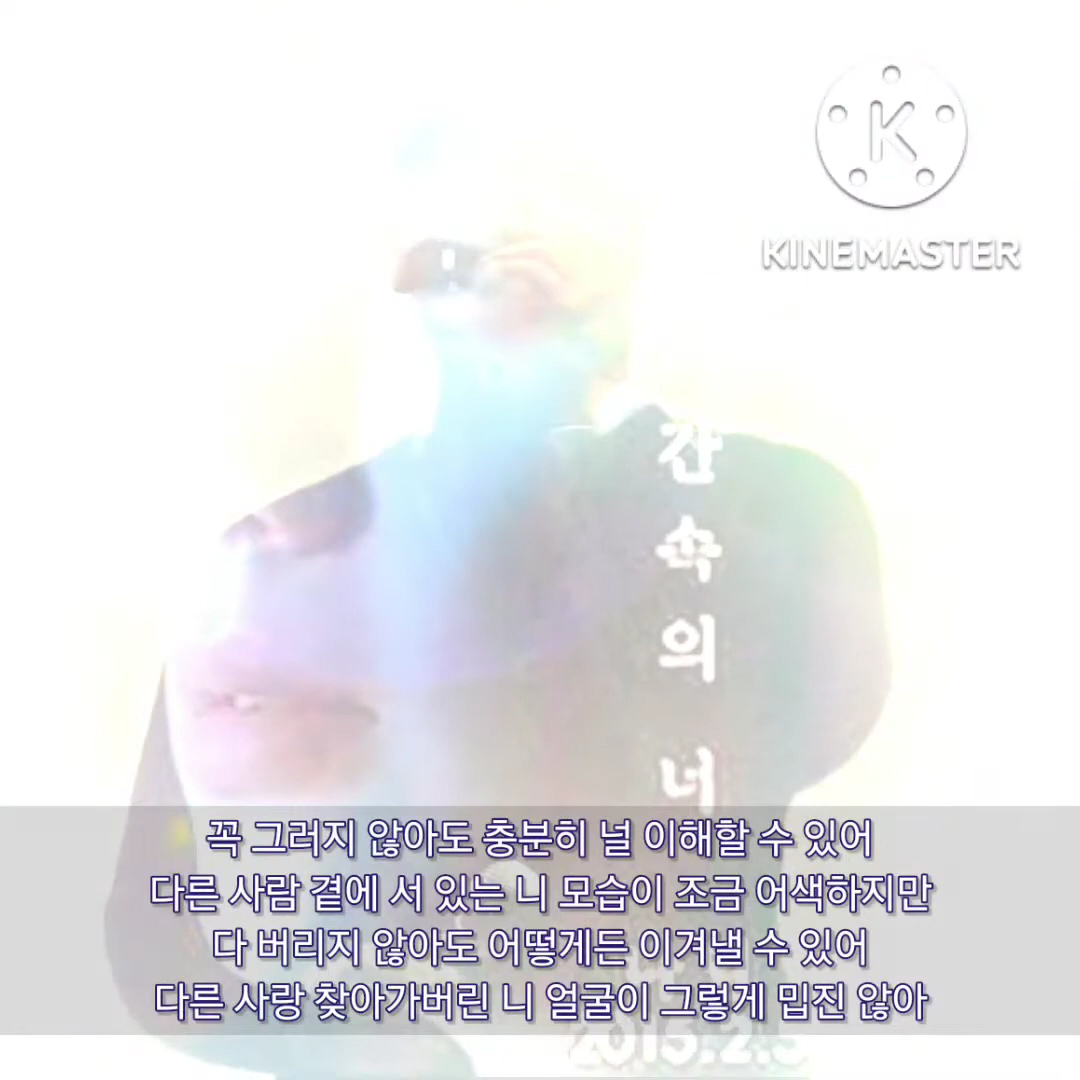 KINEMASTER
간 속의 너
꼭 그러지 않아도 충분히 널 이해할 수 있어
다른 사람 곁에 서 있는 니 모습이 조금 어색하지만
다 버리지 않아도 어떻게든 이겨낼 수 있어
다른 사랑 찾아가버린 니 얼굴이 그렇게 밉진 않아